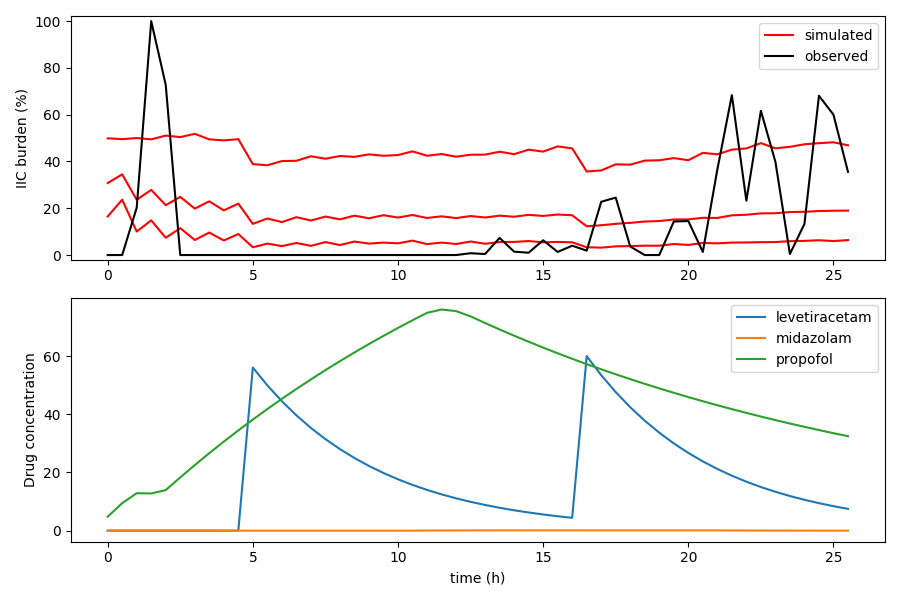 100
80
60
40
20
0
IIC burden (%)
simulated
observed
0 5 10 15 20 25
60
40
20
0
Drug concentration
levetiracetam
midazolam
propofol
0 5 10 15 20 25
time (h)